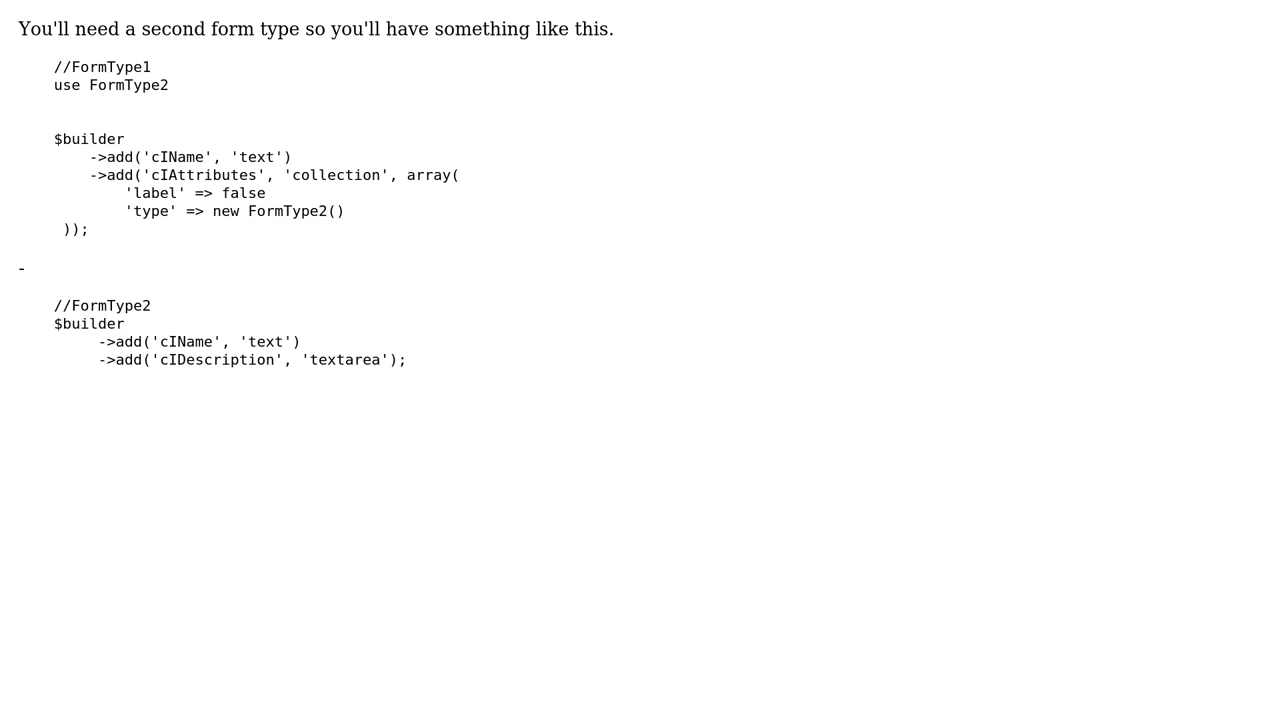 You'll need a second form type so you'll have something like this.
//FormType1
use FormType2
$builder
->add('cIName', 'text')
->add('cIAttributes', 'collection', array(
'label' => false
'type' => new FormType2()
));
-
//FormType2
$builder
->add('cIName', 'text')
->add('cIDescription', 'textarea');